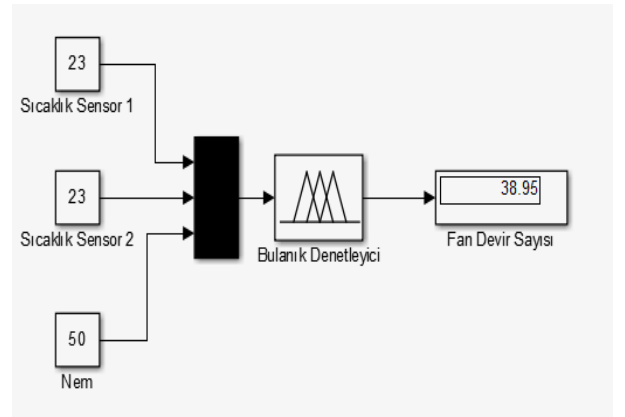 23
Sıcaklık Sensor 1
23
Sıcaklık Sensor 2
50
Nem
Bulanık Denetleyici
38.95
Fan Devir Sayısı